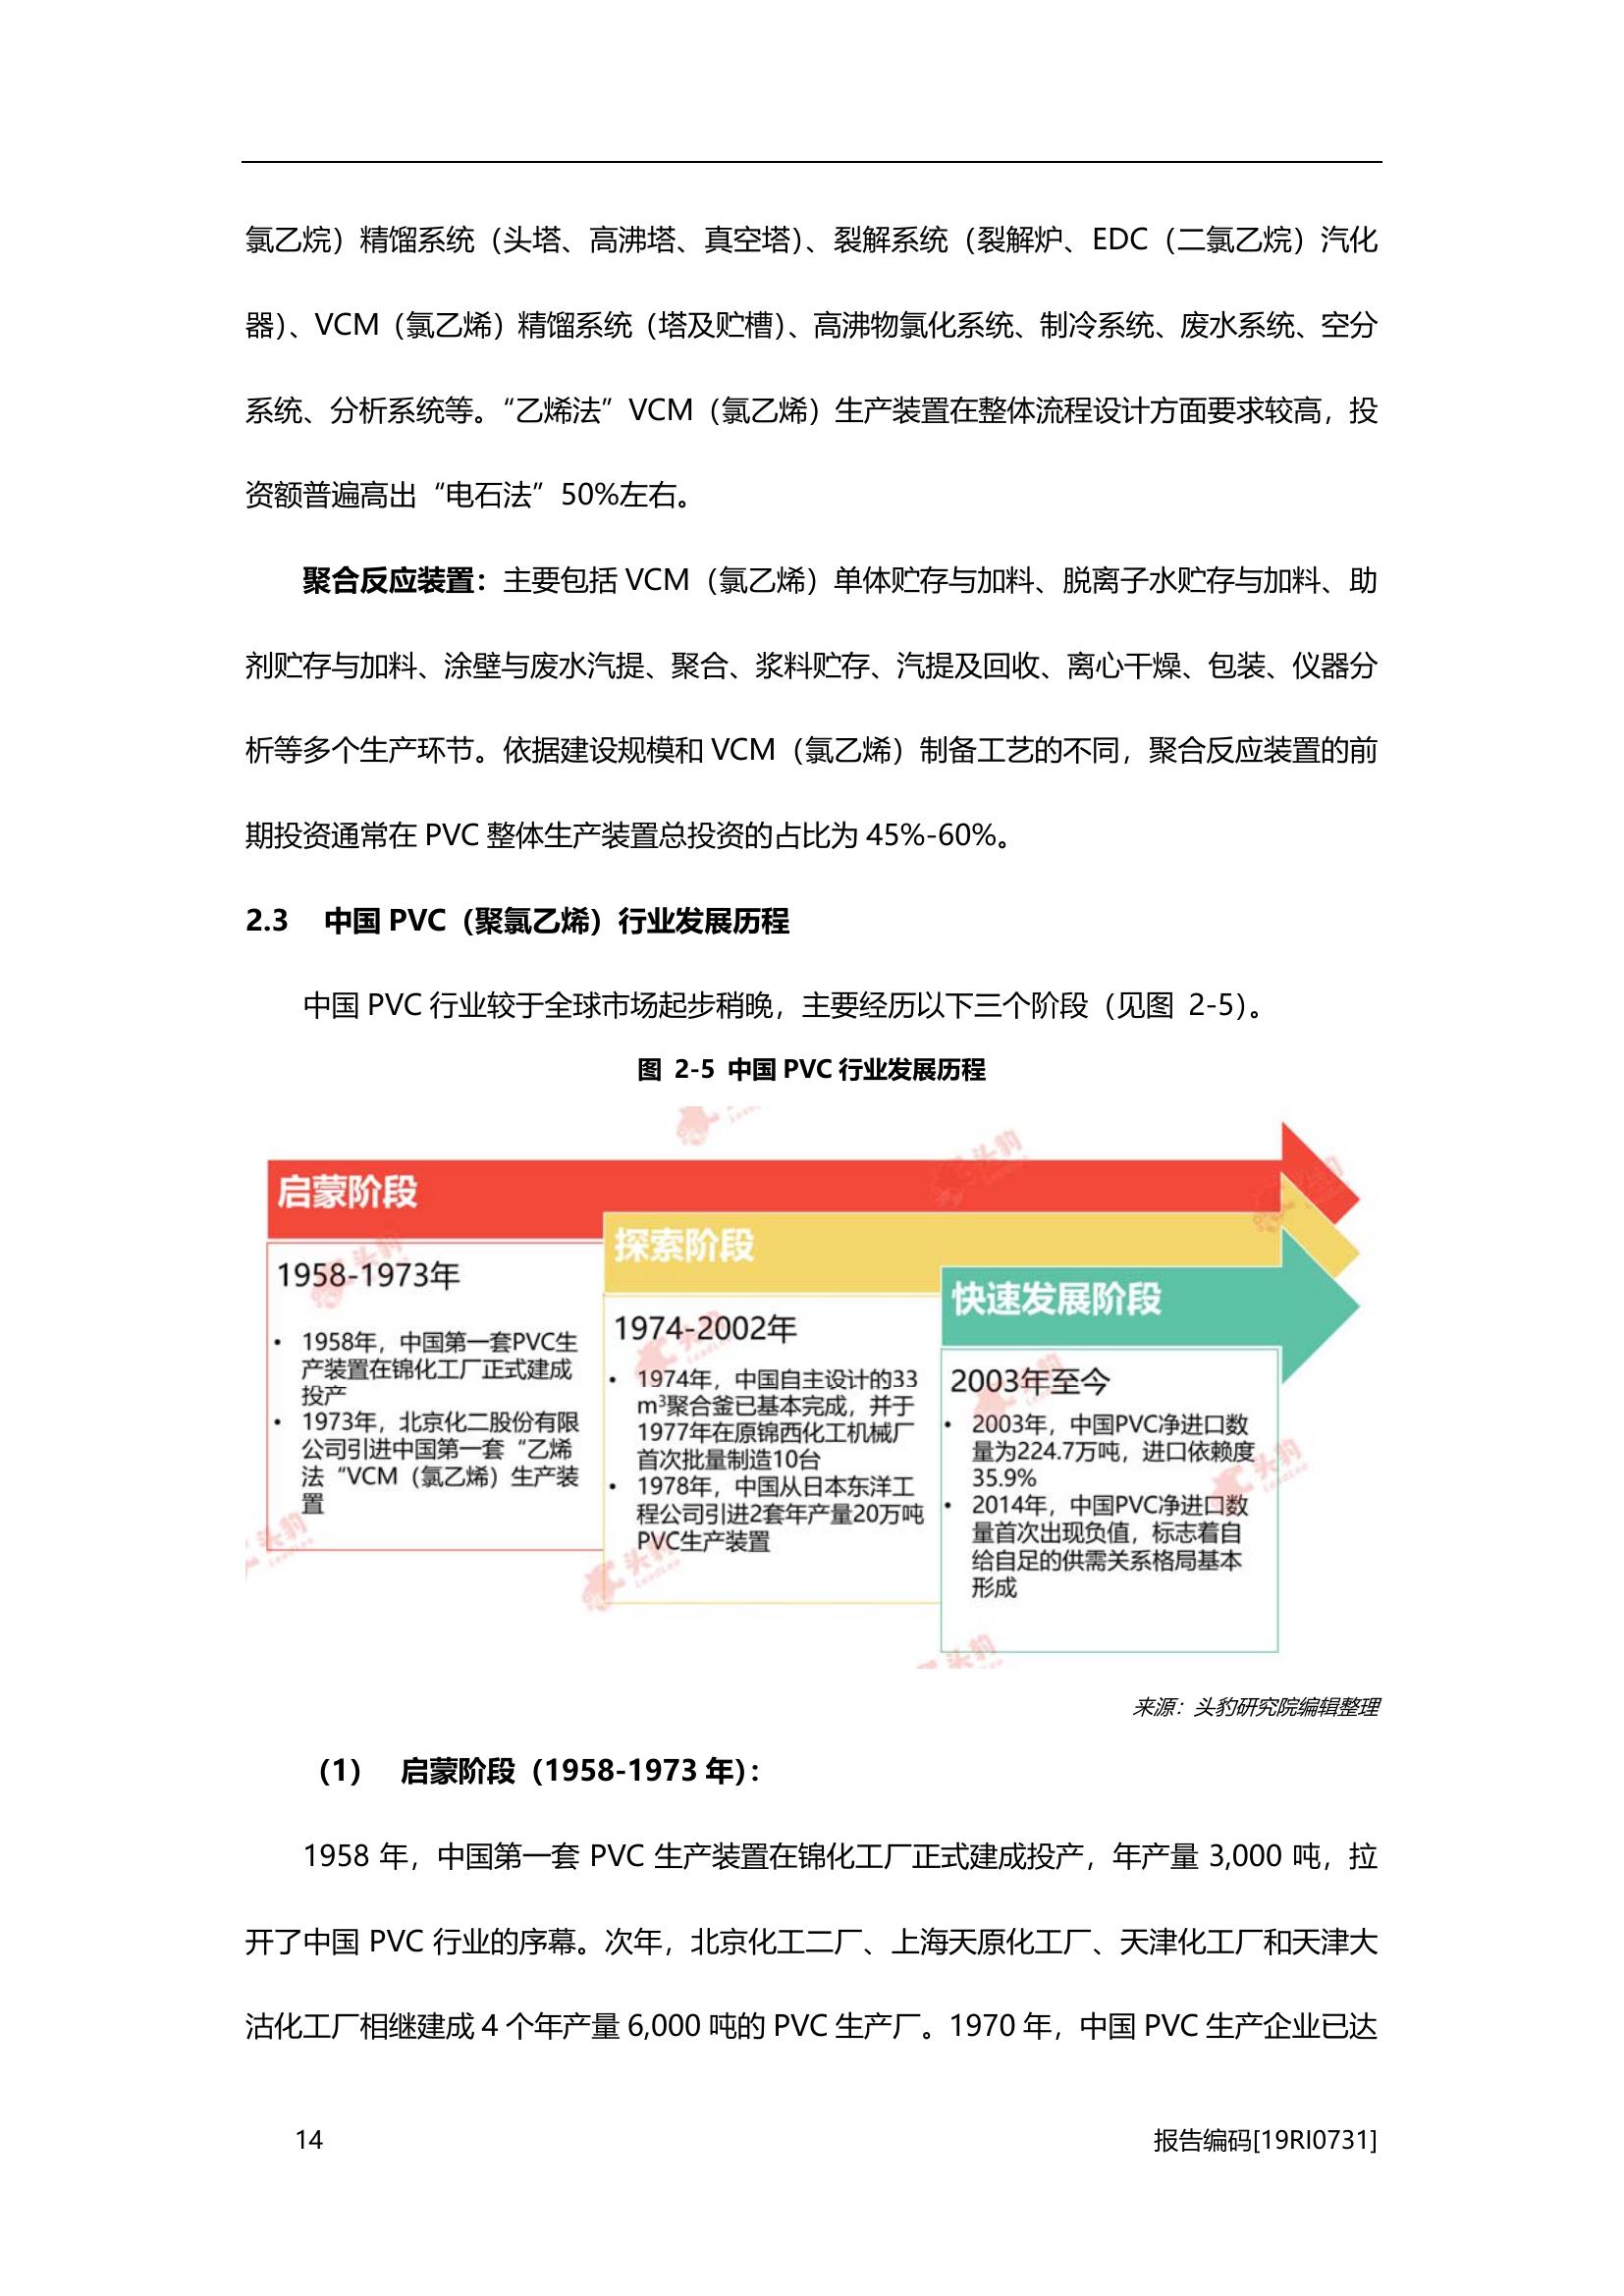 氯乙烷）精馏系统（头塔、高沸塔、真空塔）、裂解系统（裂解炉、EDC（二氯乙烷）汽化
器）、VCM（氯乙烯）精馏系统（塔及贮槽）、高沸物氯化系统、制冷系统、废水系统、空分
系统、分析系统等。“乙烯法”VCM（氯乙烯）生产装置在整体流程设计方面要求较高，投
资额普遍高出“电石法”50%左右。
聚合反应装置：主要包括 VCM（氯乙烯）单体贮存与加料、脱离子水贮存与加料、助
剂贮存与加料、涂壁与废水汽提、聚合、浆料贮存、汽提及回收、离心干燥、包装、仪器分
析等多个生产环节。依据建设规模和 VCM（氯乙烯）制备工艺的不同，聚合反应装置的前
期投资通常在 PVC 整体生产装置总投资的占比为 45%-60%。
2.3 中国 PVC（聚氯乙烯）行业发展历程
中国 PVC 行业较于全球市场起步稍晚，主要经历以下三个阶段（见图 2-5）。
图 2-5 中国 PVC 行业发展历程
启蒙阶段
1958-1973年
• 1958年，中国第一套PVC生
产装置在锦化工厂正式建成
投产
• 1973年，北京化二股份有限
公司引进中国第一套“乙烯
法“VCM（氯乙烯）生产装
置
探索阶段
1974-2002年
• 1974年，中国自主设计的33
m³聚合釜已基本完成，并于
1977年在原锦西化工机械厂
首次批量制造10台
• 1978年，中国从日本东洋工
程公司引进2套年产量20万吨
PVC生产装置
快速发展阶段
2003年至今
• 2003年，中国PVC净进口数
量为224.7万吨，进口依赖度
35.9%
• 2014年，中国PVC净进口数
量首次出现负值，标志着自
给自足的供需关系格局基本
形成
来源：头豹研究院编辑整理
（1） 启蒙阶段（1958-1973 年）：
1958 年，中国第一套 PVC 生产装置在锦化工厂正式建成投产，年产量 3,000 吨，拉
开了中国 PVC 行业的序幕。次年，北京化工二厂、上海天原化工厂、天津化工厂和天津大
沽化工厂相继建成 4 个年产量 6,000 吨的 PVC 生产厂。1970 年，中国 PVC 生产企业已达
14
报告编码[19RI0731]